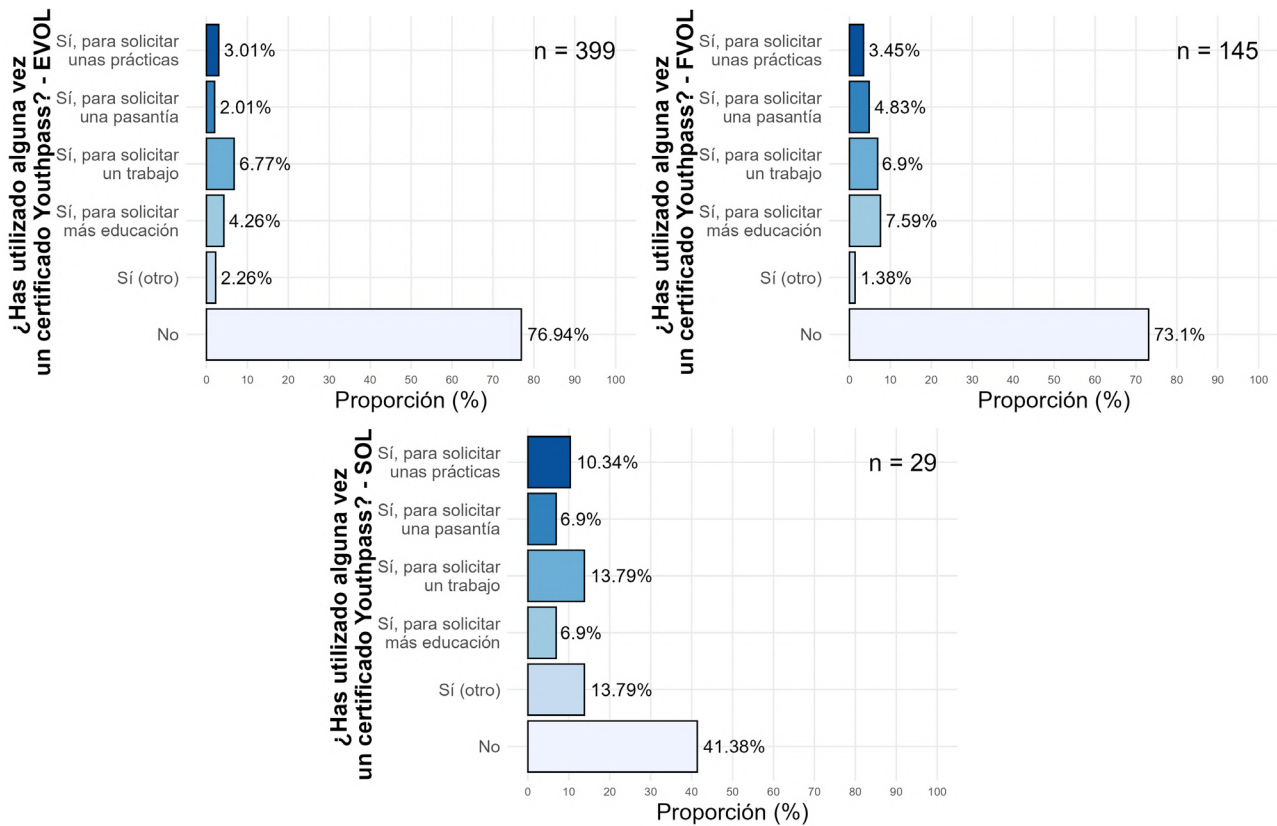 ¿Has utilizado alguna vez
un certificado Youthpass? - EVOL
Sí, para solicitar
unas prácticas
3.01%
n = 399
Sí, para solicitar
una pasantía
2.01%
Sí, para solicitar
un trabajo
6.77%
Sí, para solicitar
más educación
4.26%
Sí (otro)
2.26%
No
76.94%
0 10 20 30 40 50 60 70 80 90 100
Proporción (%)
¿Has utilizado alguna vez
un certificado Youthpass? - FVOL
Sí, para solicitar
unas prácticas
3.45%
n = 145
Sí, para solicitar
una pasantía
4.83%
Sí, para solicitar
un trabajo
6.9%
Sí, para solicitar
más educación
7.59%
Sí (otro)
1.38%
No
73.1%
0 10 20 30 40 50 60 70 80 90 100
Proporción (%)
¿Has utilizado alguna vez
un certificado Youthpass? - SOL
Sí, para solicitar
unas prácticas
10.34%
n = 29
Sí, para solicitar
una pasantía
6.9%
Sí, para solicitar
un trabajo
13.79%
Sí, para solicitar
más educación
6.9%
Sí (otro)
13.79%
No
41.38%
0 10 20 30 40 50 60 70 80 90 100
Proporción (%)